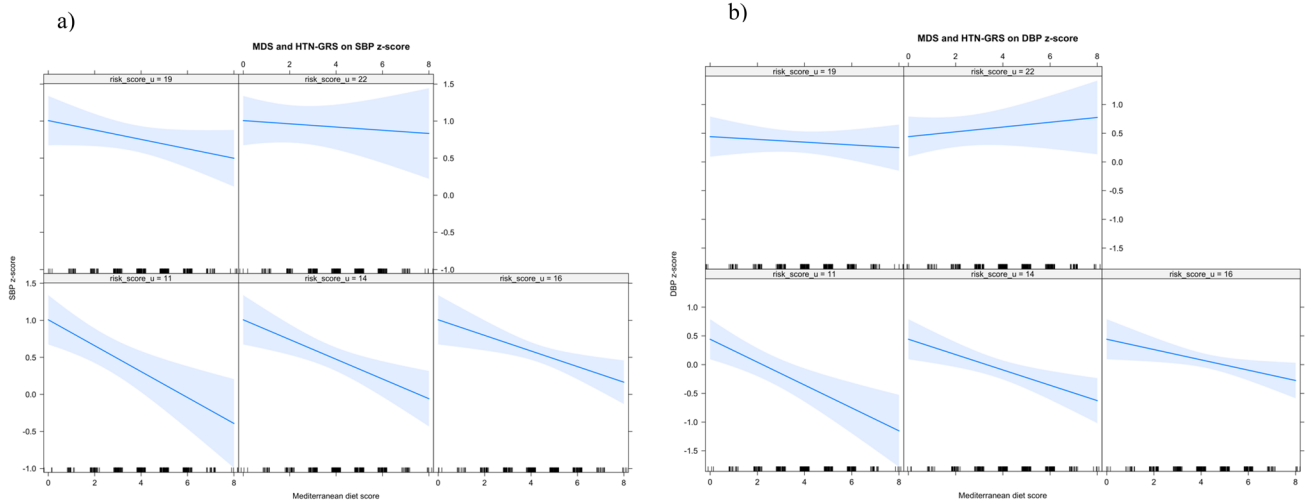 a)
MDS and HTN-GRS on SBP z-score
0 2 4 6 8
risk_score_u = 19 risk_score_u = 22
1.5
1.0
0.5
0.0
-0.5
-1.0
risk_score_u = 11 risk_score_u = 14 risk_score_u = 16
1.5
1.0
0.5
0.0
-0.5
-1.0
SBP z-score
0 2 4 6 8 0 2 4 6 8
Mediterranean diet score
b)
MDS and HTN-GRS on DBP z-score
0 2 4 6 8
risk_score_u = 19 risk_score_u = 22
1.0
0.5
0.0
-0.5
-1.0
-1.5
risk_score_u = 11 risk_score_u = 14 risk_score_u = 16
1.0
0.5
0.0
-0.5
-1.0
-1.5
DBP z-score
0 2 4 6 8 0 2 4 6 8
Mediterranean diet score